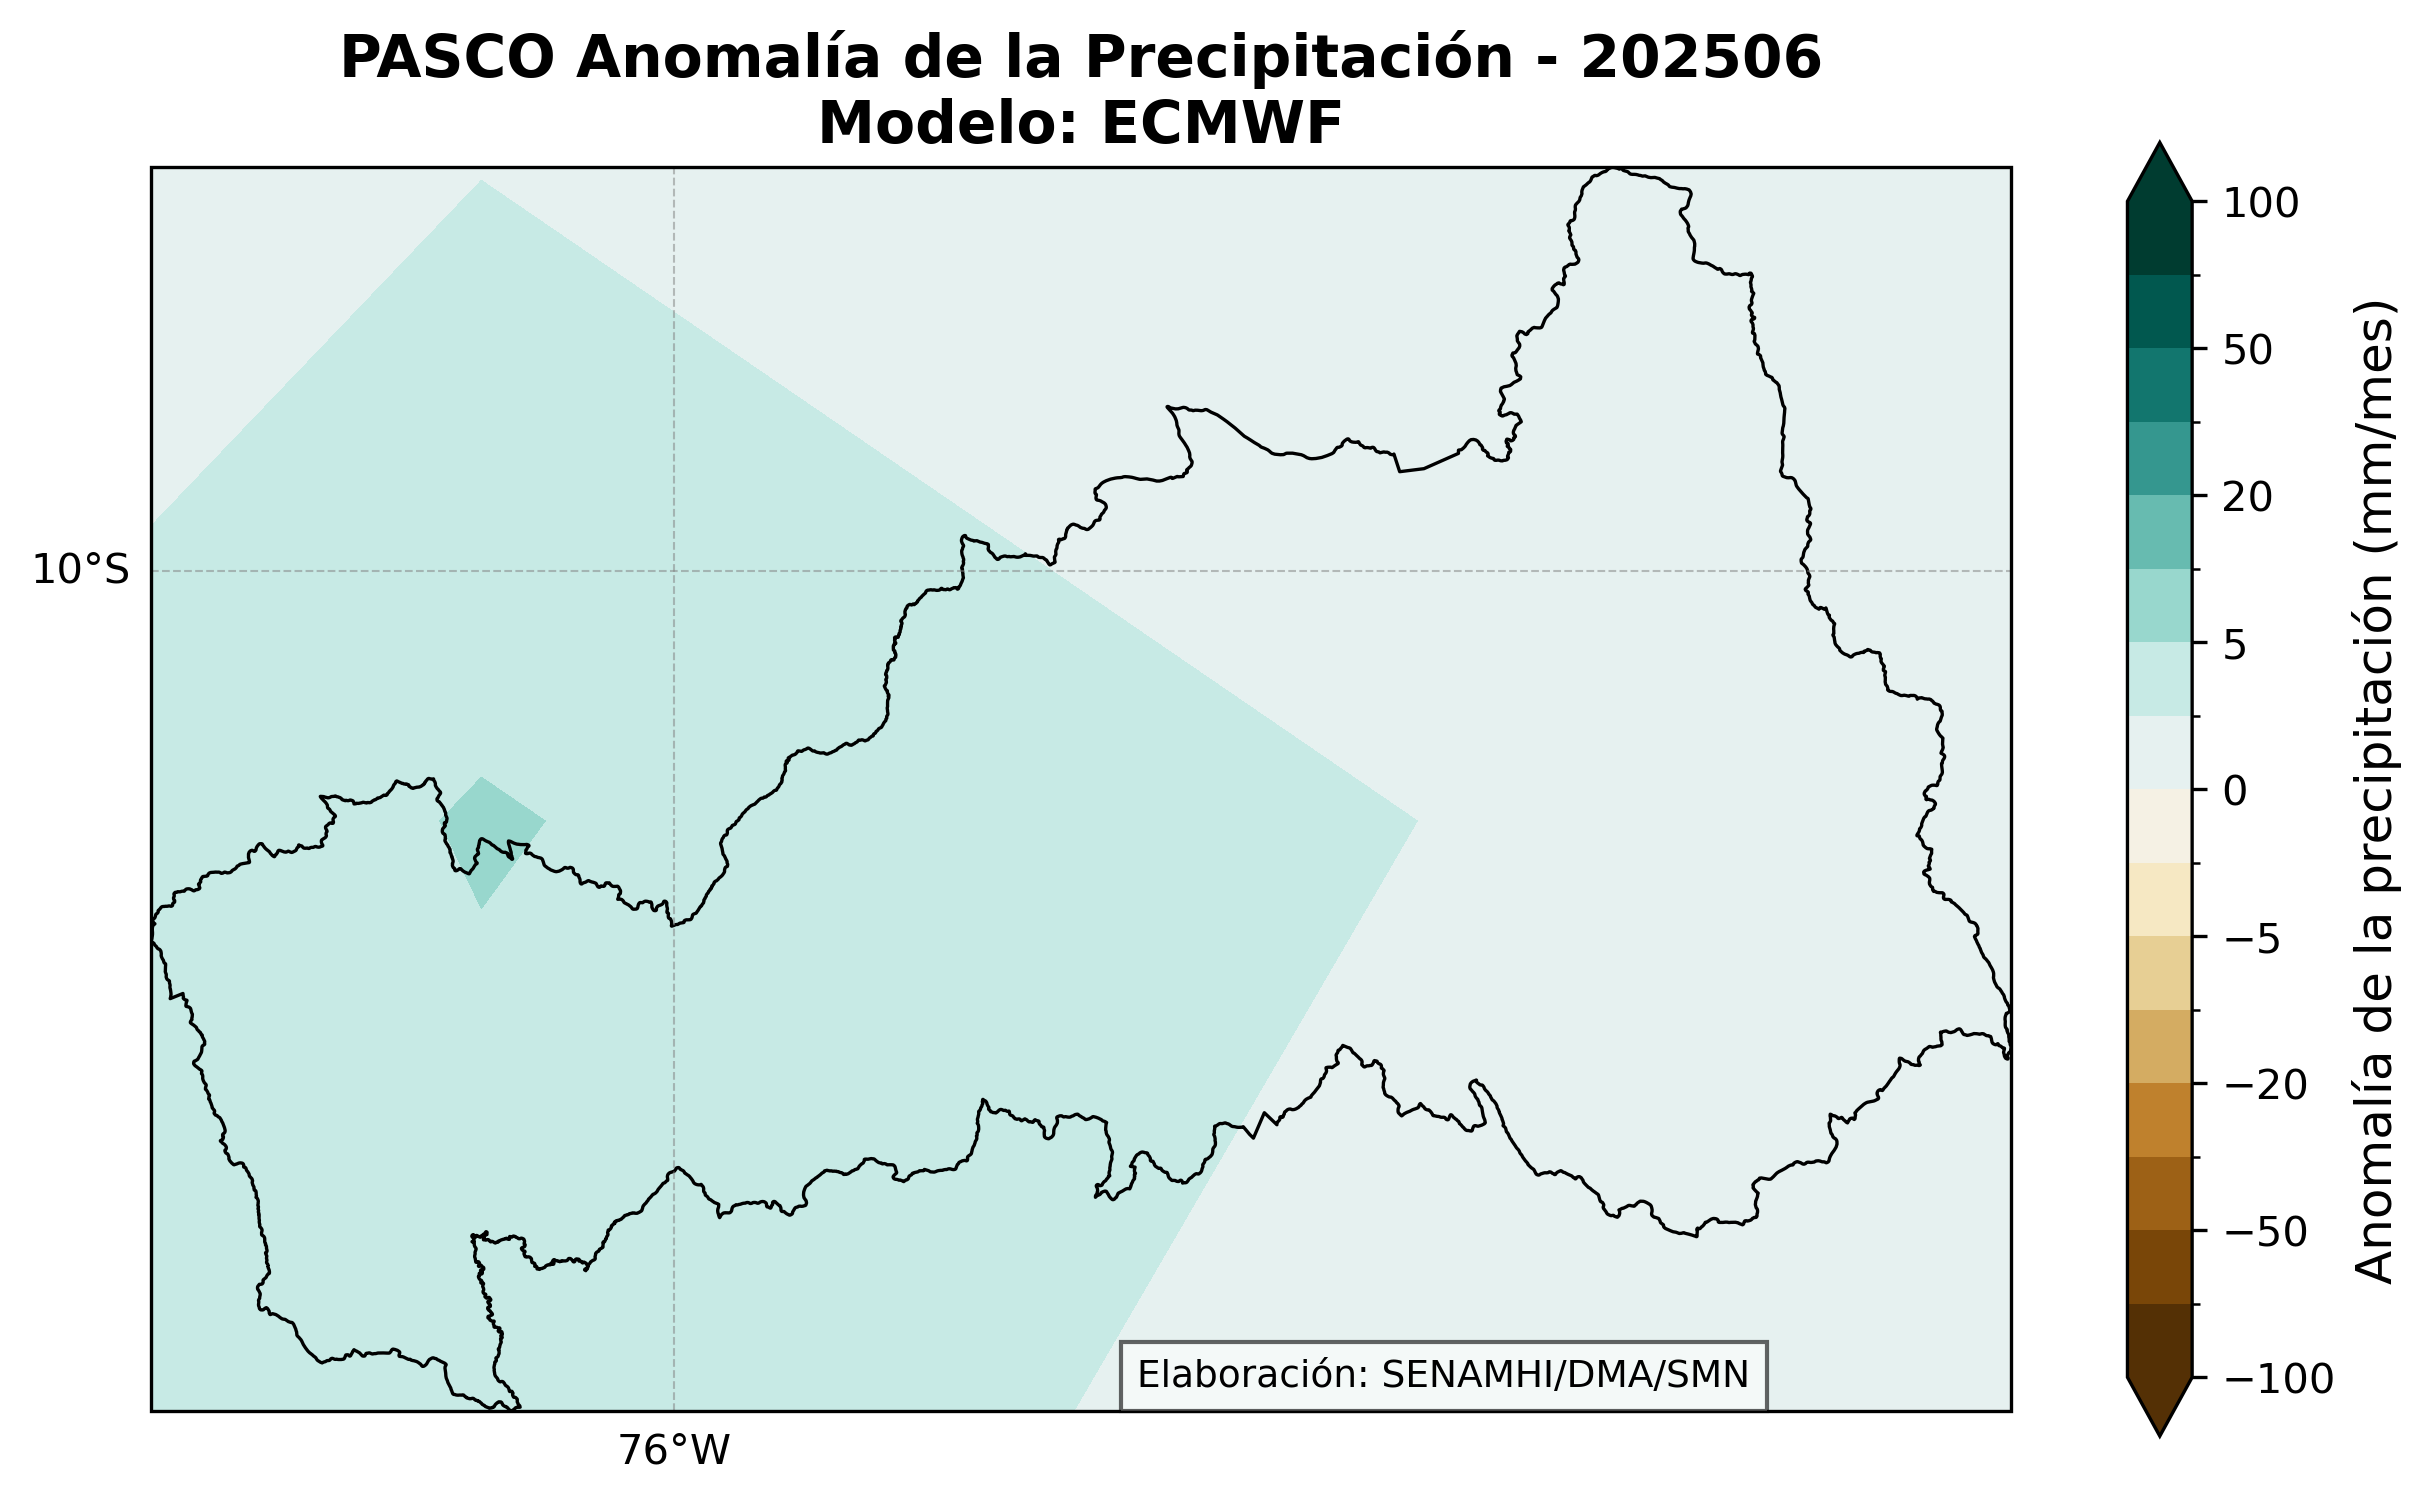 PASCO Anomalía de la Precipitación - 202506
Modelo: ECMWF
10°S
76°W
Elaboración: SENAMHI/DMA/SMN
100
50
20
5
0
−5
−20
−50
−100
Anomalía de la precipitación (mm/mes)